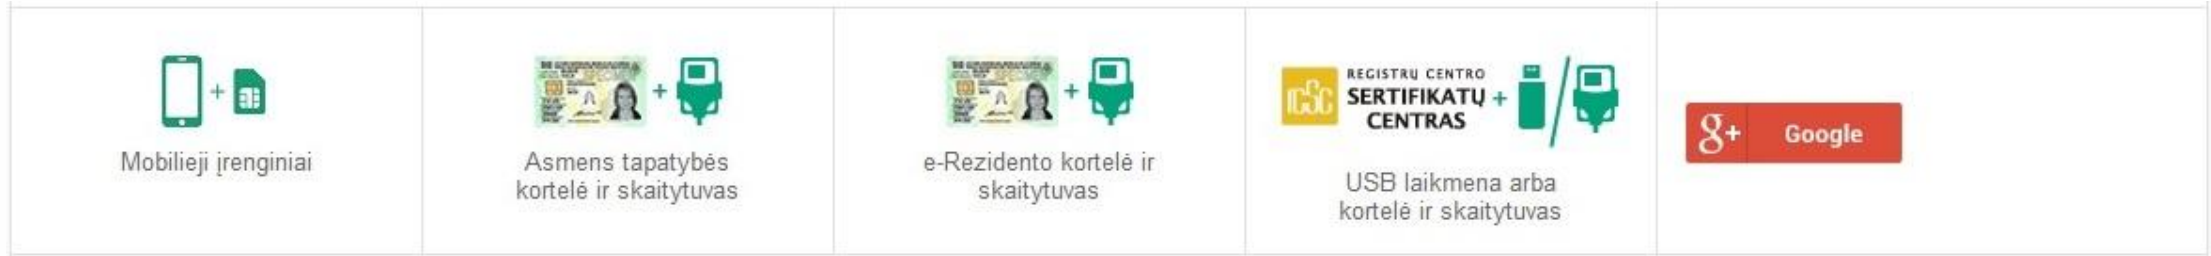 Mobilieji įrenginiai
Asmens tapatybės
kortelė ir skaitytuvas
e-Rezidento kortelė ir
skaitytuvas
REGISTRŲ CENTRO
SERTIFIKATŲ
CENTRAS
USB laikmena arba
kortelė ir skaitytuvas
g+ Google